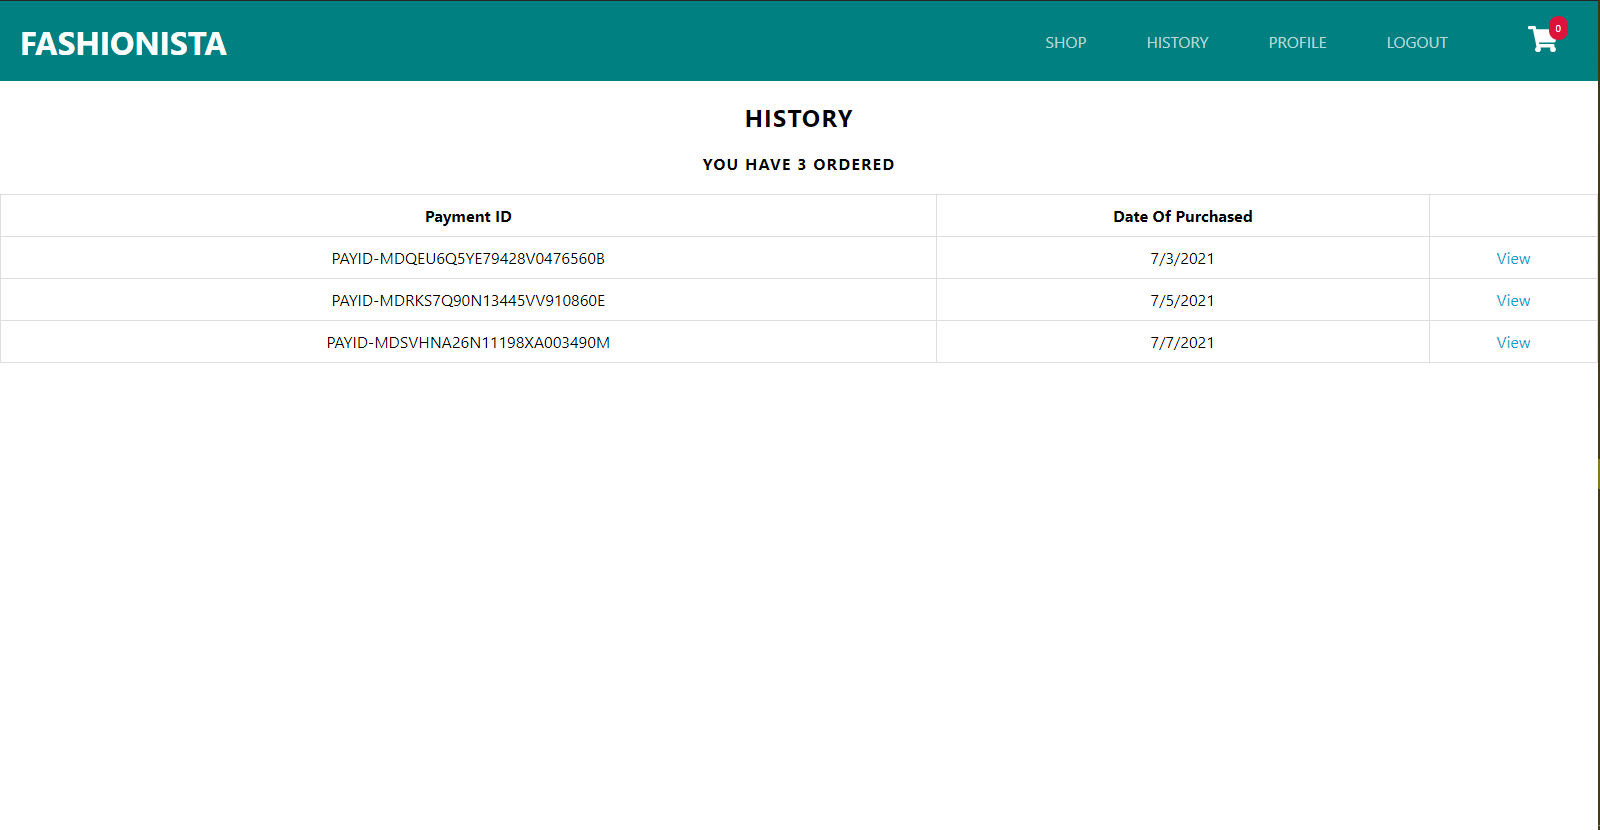 FASHIONISTA SHOP HISTORY PROFILE LOGOUT 0
HISTORY
YOU HAVE 3 ORDERED
Payment ID Date Of Purchased
PAYID-MDQEU6Q5YE79428V0476560B 7/3/2021 View
PAYID-MDRKS7Q90N13445VV910860E 7/5/2021 View
PAYID-MDSVHNA26N11198XA003490M 7/7/2021 View